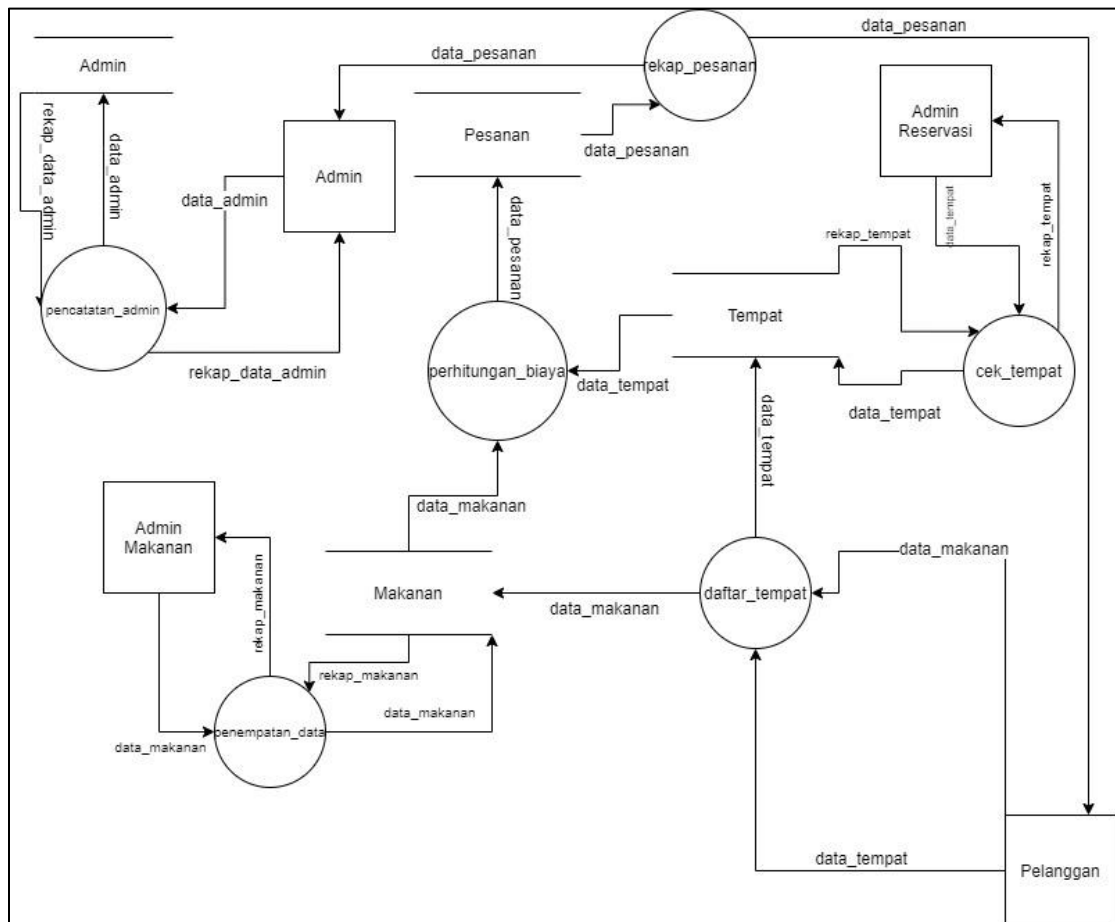 data_pesanan
data_pesanan
Admin
rekap_pesanan
Admin
Reservasi
Pesanan
data_pesanan
rekap_data_admin
data_admin
Admin
data_admin
data_pesanan
data_tempat
rekap_tempat
rekap_tempat
pencatatan_admin
Tempat
rekap_data_admin
perhitungan_biaya
data_tempat
cek_tempat
data_tempat
data_tempat
data_makanan
Admin
Makanan
data_makanan
rekap_makanan
Makanan
data_makanan
daftar_tempat
rekap_makanan
data_makanan
penempatan_data
data_makanan
data_tempat
Pelanggan